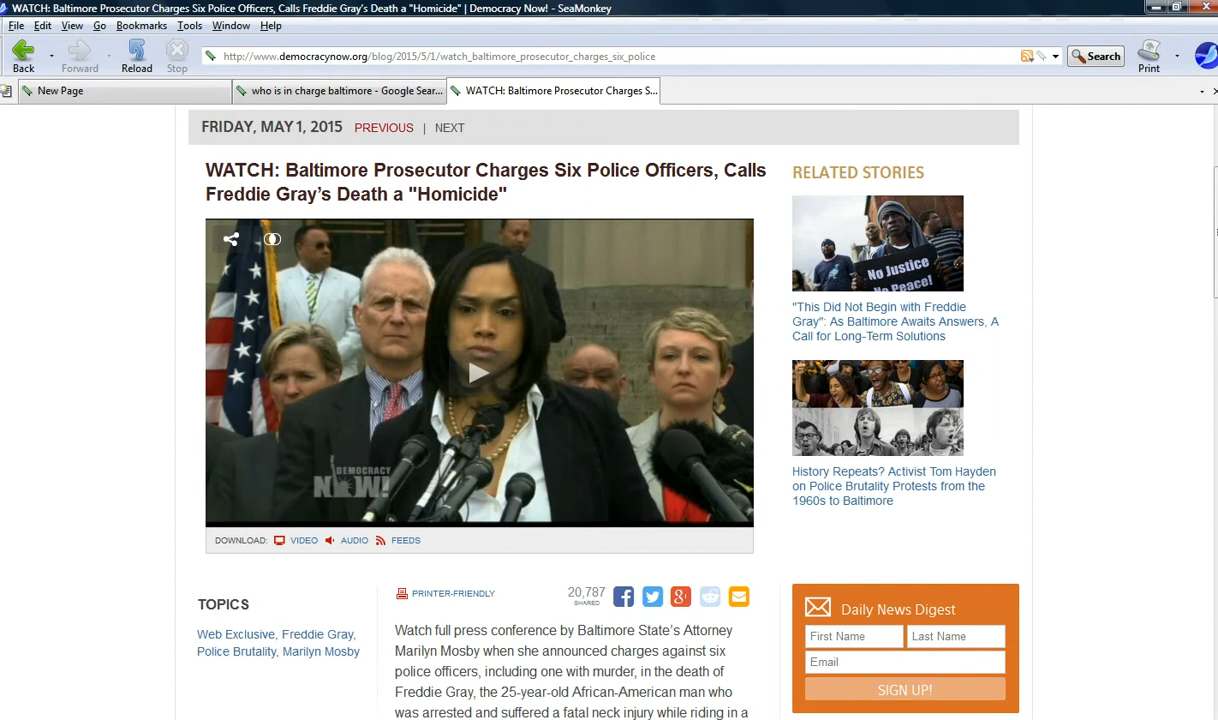 WATCH: Baltimore Prosecutor Charges Six Police Officers, Calls Freddie Gray's Death a "Homicide" | Democracy Now! - SeaMonkey
File Edit View Go Bookmarks Tools Window Help
Back Forward Reload Stop http://www.democracynow.org/blog/2015/5/1/watch_baltimore_prosecutor_charges_six_police Search Print
New Page who is in charge baltimore - Google Sear... WATCH: Baltimore Prosecutor Charges S...
FRIDAY, MAY 1, 2015 PREVIOUS | NEXT
WATCH: Baltimore Prosecutor Charges Six Police Officers, Calls
Freddie Gray's Death a "Homicide"
DEMOCRACY
NOW!
DOWNLOAD: VIDEO AUDIO FEEDS
RELATED STORIES
No Justice
No Peace!
"This Did Not Begin with Freddie
Gray": As Baltimore Awaits Answers, A
Call for Long-Term Solutions
History Repeats? Activist Tom Hayden
on Police Brutality Protests from the
1960s to Baltimore
TOPICS
Web Exclusive, Freddie Gray,
Police Brutality, Marilyn Mosby
PRINTER-FRIENDLY 20,787
SHARED
Watch full press conference by Baltimore State's Attorney
Marilyn Mosby when she announced charges against six
police officers, including one with murder, in the death of
Freddie Gray, the 25-year-old African-American man who
was arrested and suffered a fatal neck injury while riding in a
Daily News Digest
First Name Last Name
Email
SIGN UP!